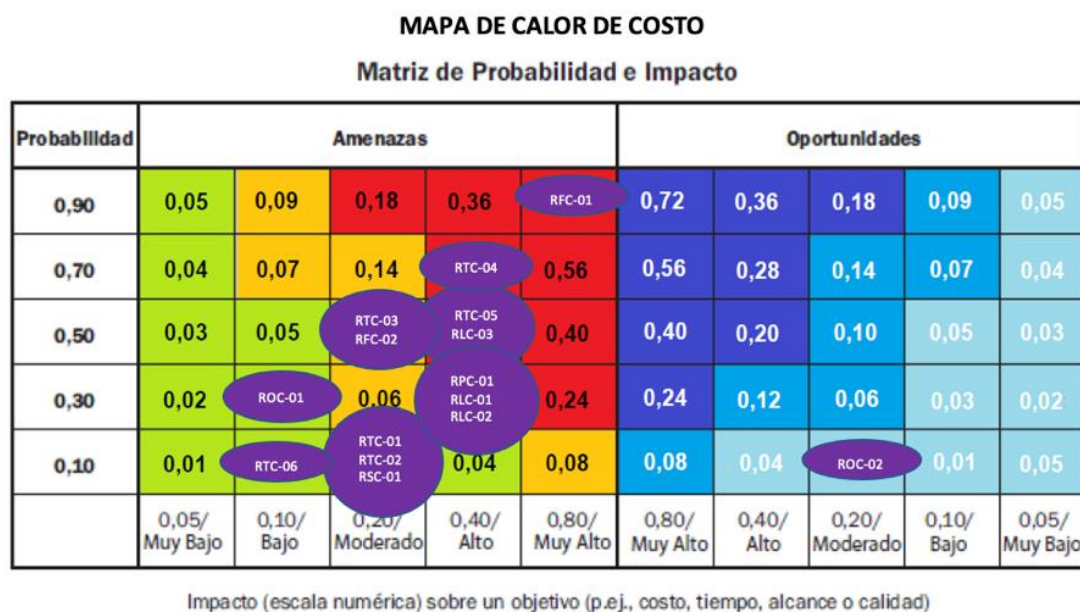 MAPA DE CALOR DE COSTO
Matriz de Probabilidad e Impacto
Probabilidad Amenazas Oportunidades
0,90 0,05 0,09 0,18 0,36 RFC-01 0,72 0,36 0,18 0,09 0,05
0,70 0,04 0,07 0,14 RTC-04 0,56 0,56 0,28 0,14 0,07 0,04
0,50 0,03 0,05 RTC-03 RTC-05 0,40 0,40 0,20 0,10 0,05 0,03
RFC-02 RLC-03
0,30 0,02 ROC-01 0,06 RPC-01 0,24 0,24 0,12 0,06 0,03 0,02
RLC-01
RLC-02
0,10 0,01 RTC-06 RTC-01 0,04 0,08 0,08 0,04 ROC-02 0,01 0,05
RTC-02
RSC-01
0,05/ 0,10/ 0,20/ 0,40/ 0,80/ 0,80/ 0,40/ 0,20/ 0,10/ 0,05/
Muy Bajo Bajo Moderado Alto Muy Alto Muy Alto Alto Moderado Bajo Muy Bajo
Impacto (escala numérica) sobre un objetivo (p.ej., costo, tiempo, alcance o calidad)